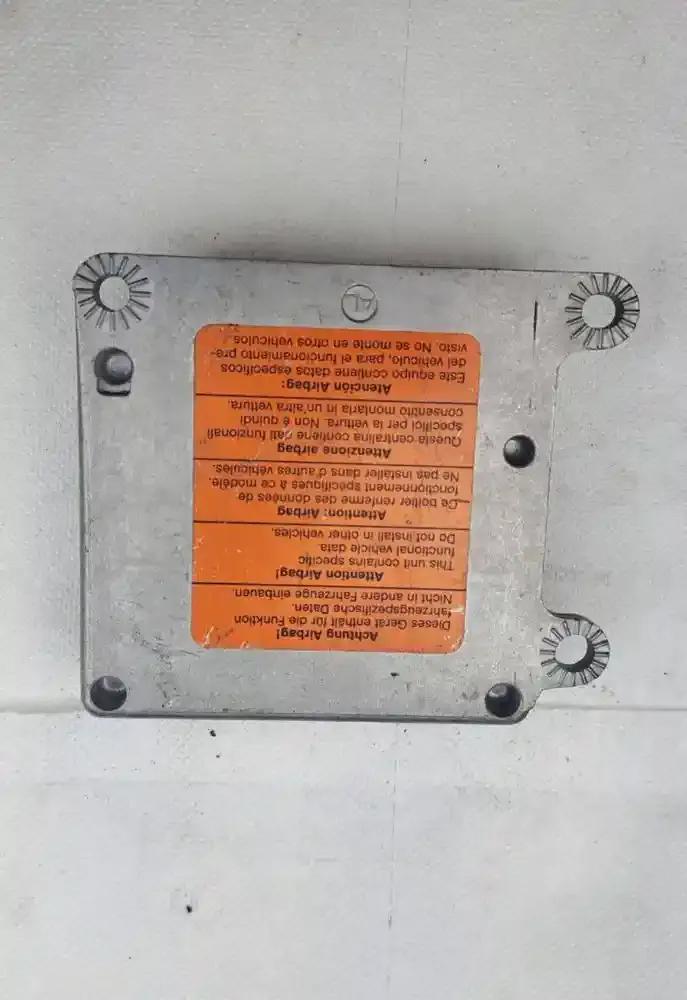 Achtung Airbag!
Dieses Gerät enthält für die Funktion
fahrzeugspezifische Daten.
Nicht in andere Fahrzeuge einbauen.
Attention Airbag!
This unit contains specific
functional vehicle data.
Do not install in other vehicles.
Attention: Airbag
De boîtier renferme des données de
fonctionnement spécifiques à ce modèle.
Ne pas installer dans d'autres véhicules.
Attenzione airbag
Questa centralina contiene dati funzionali
specifici per la vettura. Non è quindi
consentito montarla in un'altra vettura.
Atención Airbag:
Este equipo contiene datos específicos
del vehículo, para el funcionamiento pre-
visto. No se monte en otros vehículos.
AL